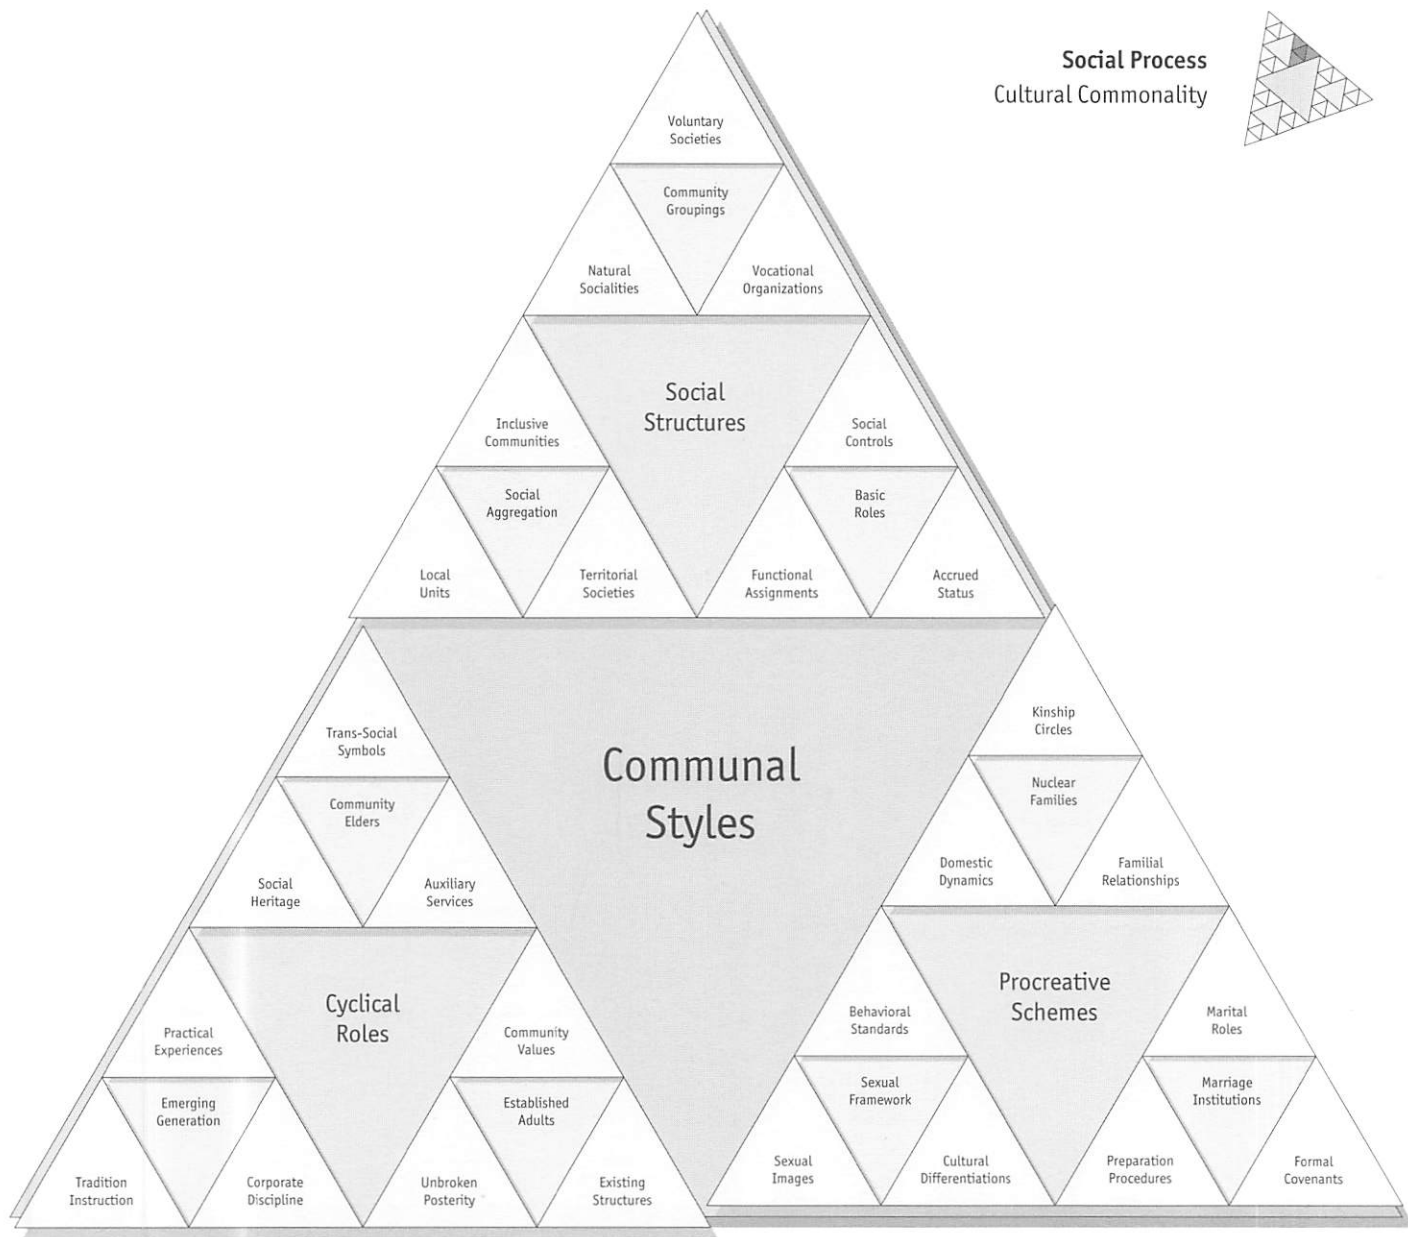 Social Process
Cultural Commonality
Voluntary
Societies
Community
Groupings
Natural
Socialities
Vocational
Organizations
Social
Structures
Inclusive
Communities
Social
Controls
Social
Aggregation
Basic
Roles
Local
Units
Territorial
Societies
Functional
Assignments
Accrued
Status
Communal
Styles
Trans-Social
Symbols
Community
Elders
Social
Heritage
Auxiliary
Services
Cyclical
Roles
Practical
Experiences
Community
Values
Emerging
Generation
Established
Adults
Tradition
Instruction
Corporate
Discipline
Unbroken
Posterity
Existing
Structures
Kinship
Circles
Nuclear
Families
Domestic
Dynamics
Familial
Relationships
Procreative
Schemes
Behavioral
Standards
Marital
Roles
Sexual
Framework
Marriage
Institutions
Sexual
Images
Cultural
Differentiations
Preparation
Procedures
Formal
Covenants